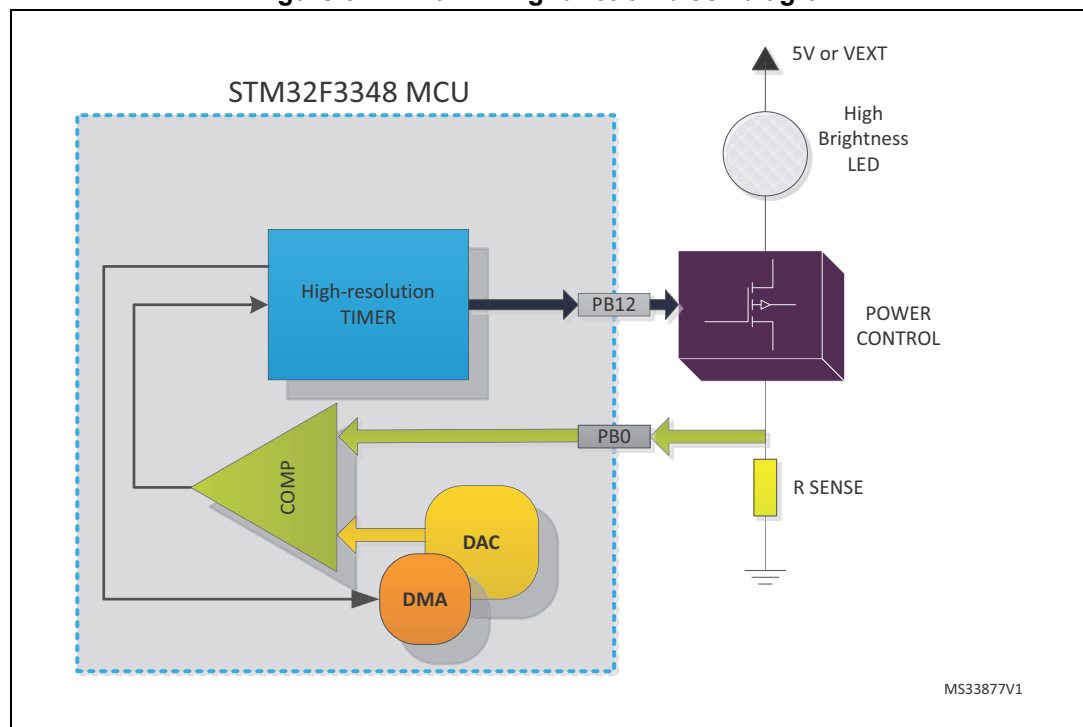 STM32F3348 MCU
5V or VEXT
High
Brightness
LED
High-resolution
TIMER
PB12
POWER
CONTROL
PB0
COMP
R SENSE
DAC
DMA
MS33877V1